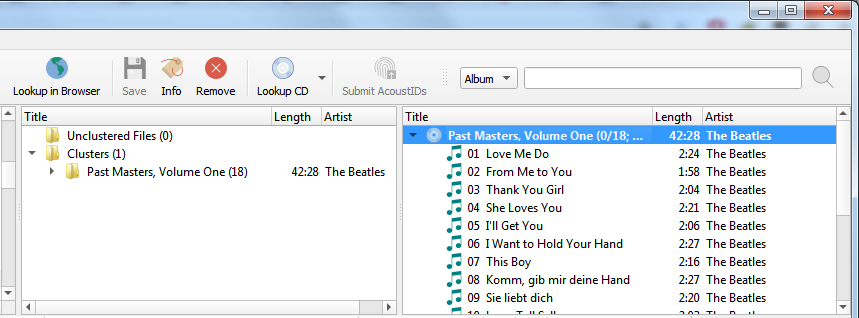 Lookup in Browser Save Info Remove Lookup CD Submit AcoustIDs Album
Title Length Artist
Unclustered Files (0)
Clusters (1)
Past Masters, Volume One (18) 42:28 The Beatles
Title Length Artist
Past Masters, Volume One (0/18; ... 42:28 The Beatles
01 Love Me Do 2:24 The Beatles
02 From Me to You 1:58 The Beatles
03 Thank You Girl 2:04 The Beatles
04 She Loves You 2:21 The Beatles
05 I'll Get You 2:06 The Beatles
06 I Want to Hold Your Hand 2:27 The Beatles
07 This Boy 2:16 The Beatles
08 Komm, gib mir deine Hand 2:27 The Beatles
09 Sie liebt dich 2:20 The Beatles